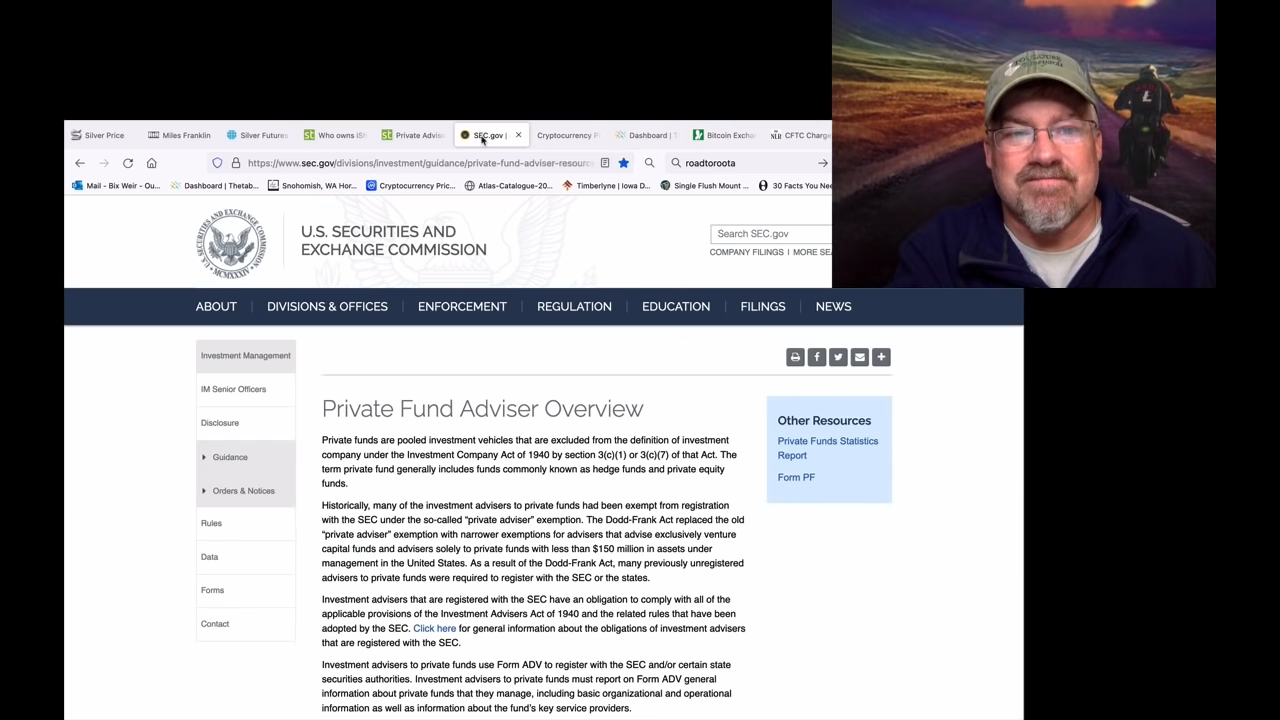 Silver Price
Miles Franklin
Silver Futures
Who owns iSh
Private Adviso
SEC.gov |
Cryptocurrency P
Dashboard | T
Bitcoin Excha
CFTC Charge
https://www.sec.gov/divisions/investment/guidance/private-fund-adviser-resourc
roadtoroota
Mail - Bix Weir - Ou...
Dashboard | Thetab...
Snohomish, WA Hor...
Cryptocurrency Pric...
Atlas-Catalogue-20...
Timberlyne | Iowa D...
Single Flush Mount ...
30 Facts You Nee
U.S. SECURITIES AND
EXCHANGE COMMISSION
Search SEC.gov
COMPANY FILINGS | MORE SEA
ABOUT
DIVISIONS & OFFICES
ENFORCEMENT
REGULATION
EDUCATION
FILINGS
NEWS
Investment Management
IM Senior Officers
Disclosure
Guidance
Orders & Notices
Rules
Data
Forms
Contact
Private Fund Adviser Overview
Private funds are pooled investment vehicles that are excluded from the definition of investment
company under the Investment Company Act of 1940 by section 3(c)(1) or 3(c)(7) of that Act. The
term private fund generally includes funds commonly known as hedge funds and private equity
funds.
Historically, many of the investment advisers to private funds had been exempt from registration
with the SEC under the so-called “private adviser” exemption. The Dodd-Frank Act replaced the old
“private adviser” exemption with narrower exemptions for advisers that advise exclusively venture
capital funds and advisers solely to private funds with less than $150 million in assets under
management in the United States. As a result of the Dodd-Frank Act, many previously unregistered
advisers to private funds were required to register with the SEC or the states.
Investment advisers that are registered with the SEC have an obligation to comply with all of the
applicable provisions of the Investment Advisers Act of 1940 and the related rules that have been
adopted by the SEC. Click here for general information about the obligations of investment advisers
that are registered with the SEC.
Investment advisers to private funds use Form ADV to register with the SEC and/or certain state
securities authorities. Investment advisers to private funds must report on Form ADV general
information about private funds that they manage, including basic organizational and operational
information as well as information about the fund's key service providers.
Other Resources
Private Funds Statistics
Report
Form PF